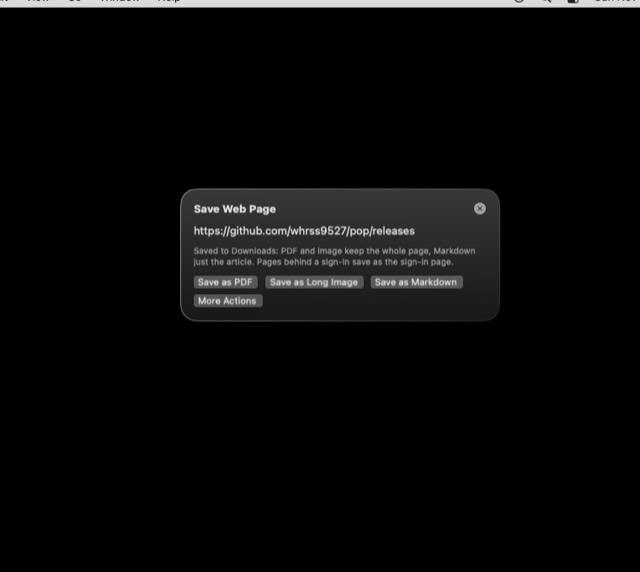 Save Web Page
https://github.com/whrss9527/pop/releases
Saved to Downloads: PDF and image keep the whole page, Markdown
just the article. Pages behind a sign-in save as the sign-in page.
Save as PDF Save as Long Image Save as Markdown
More Actions